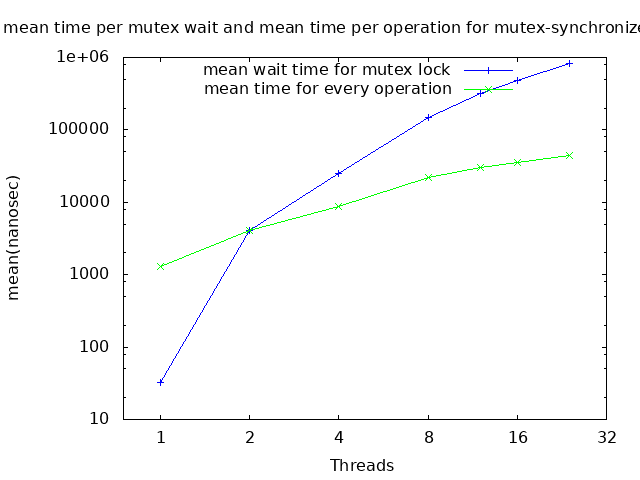 mean time per mutex wait and mean time per operation for mutex-synchronize
1e+06
mean wait time for mutex lock
mean time for every operation
100000
10000
1000
100
10
mean(nanosec)
1 2 4 8 16 32
Threads